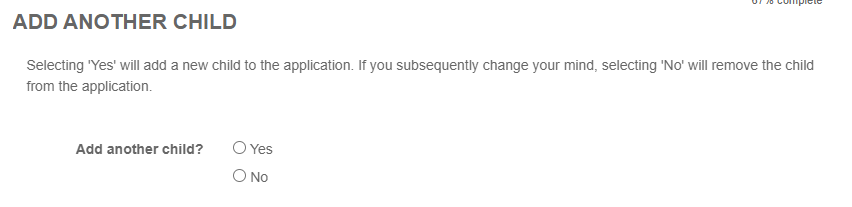 67% complete
ADD ANOTHER CHILD
Selecting 'Yes' will add a new child to the application. If you subsequently change your mind, selecting 'No' will remove the child
from the application.
Add another child? Yes
No